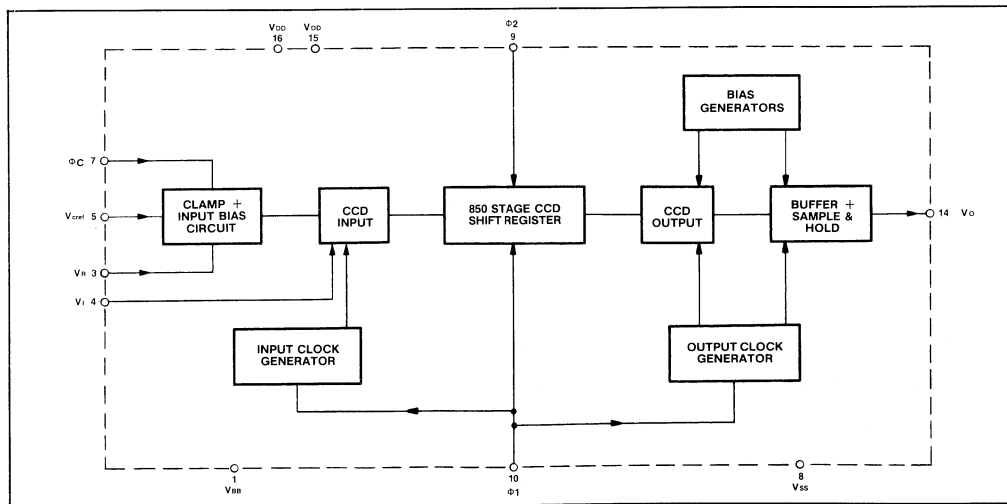 VDD VDD Φ2
16 15 9
BIAS
GENERATORS
ΦC 7
Vcref 5
CLAMP +
INPUT BIAS
CIRCUIT
CCD
INPUT
850 STAGE CCD
SHIFT REGISTER
CCD
OUTPUT
BUFFER +
SAMPLE &
HOLD
14 VO
VR 3
VI 4
INPUT CLOCK
GENERATOR
OUTPUT CLOCK
GENERATOR
1 10 8
VBB Φ1 VSS